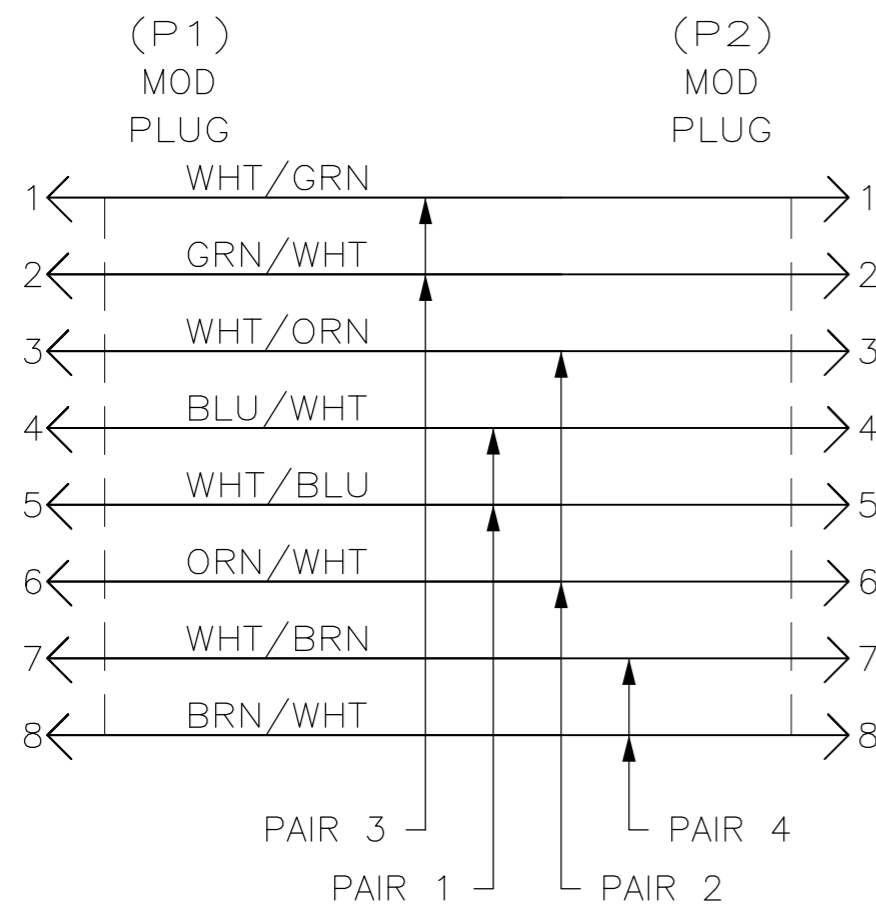 (P1)
MOD
PLUG
(P2)
MOD
PLUG
1 WHT/GRN 1
2 GRN/WHT 2
3 WHT/ORN 3
4 BLU/WHT 4
5 WHT/BLU 5
6 ORN/WHT 6
7 WHT/BRN 7
8 BRN/WHT 8
PAIR 3
PAIR 4
PAIR 1
PAIR 2